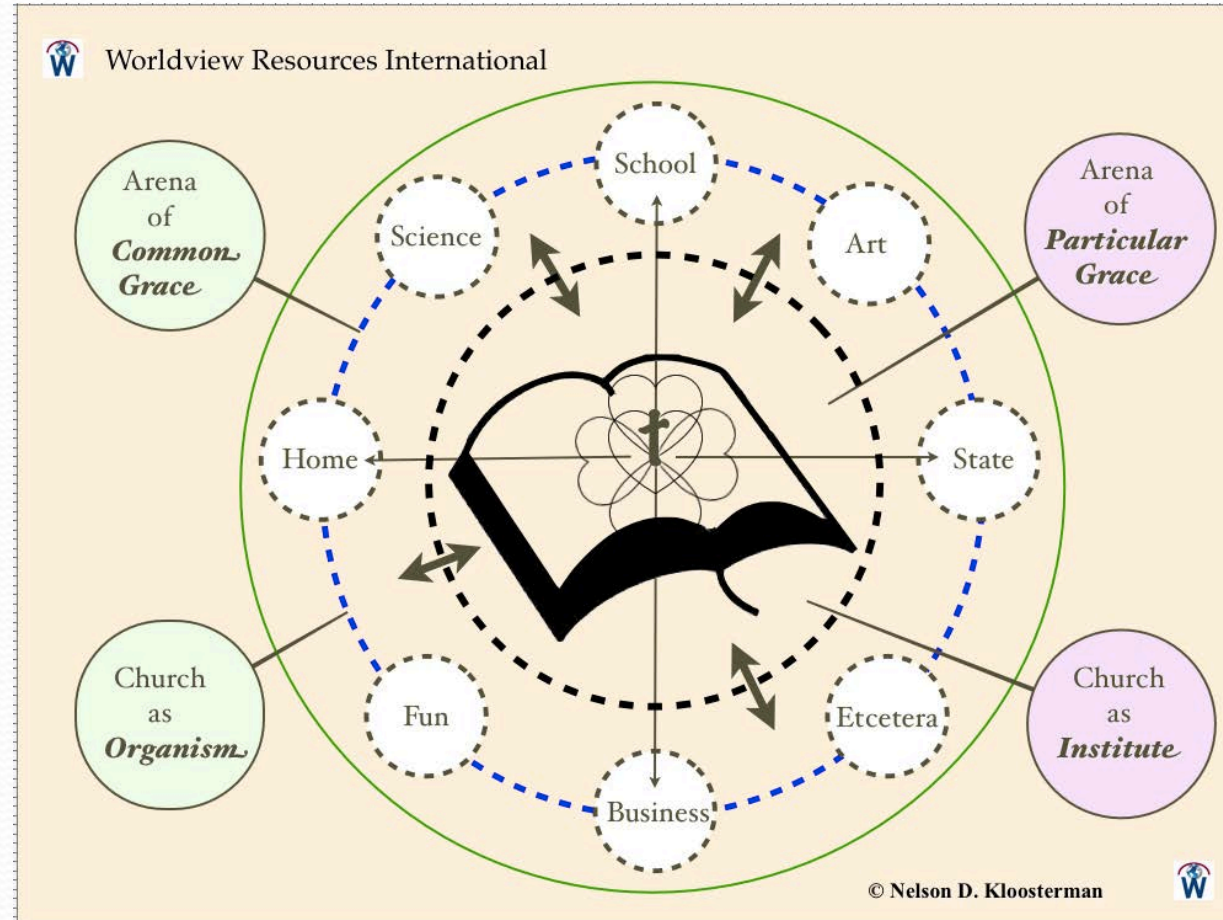 W
Worldview Resources International
Arena
of
Common
Grace
Arena
of
Particular
Grace
School
Science
Art
Home
State
Fun
Etcetera
Business
Church
as
Organism
Church
as
Institute
© Nelson D. Kloosterman
W